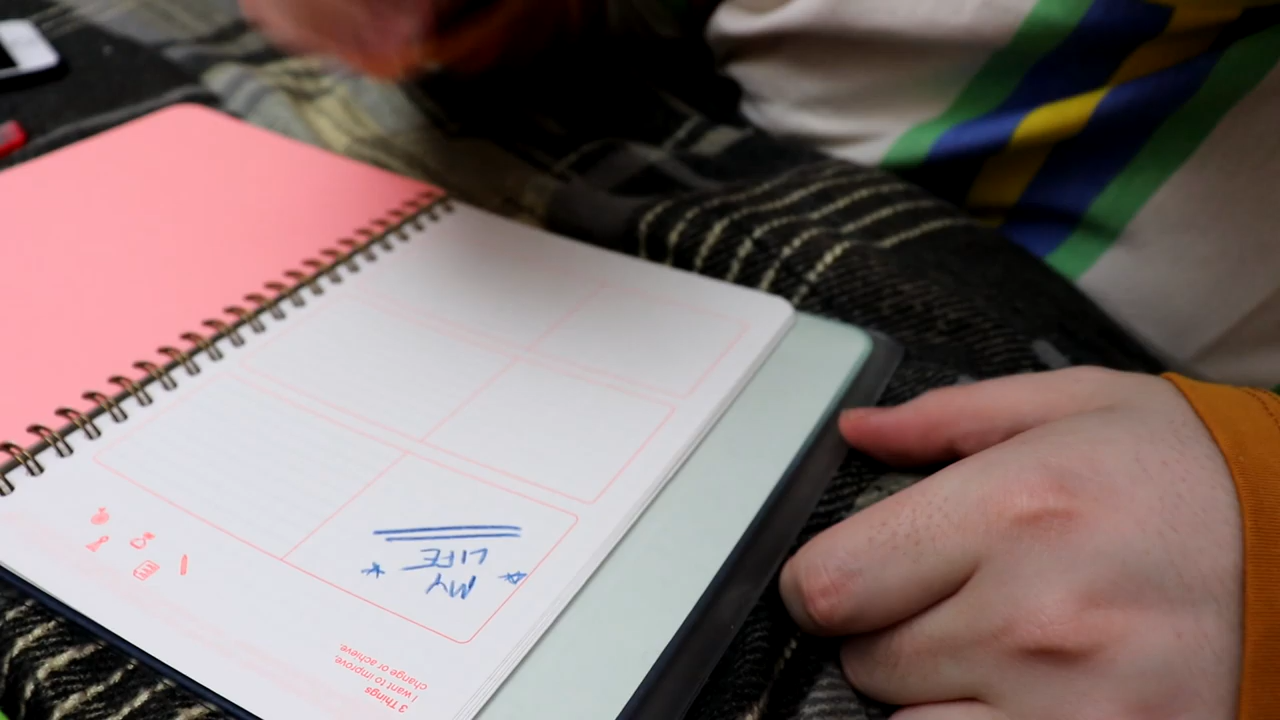 3 Things
I want to improve,
change or achieve.
MY
LIFE